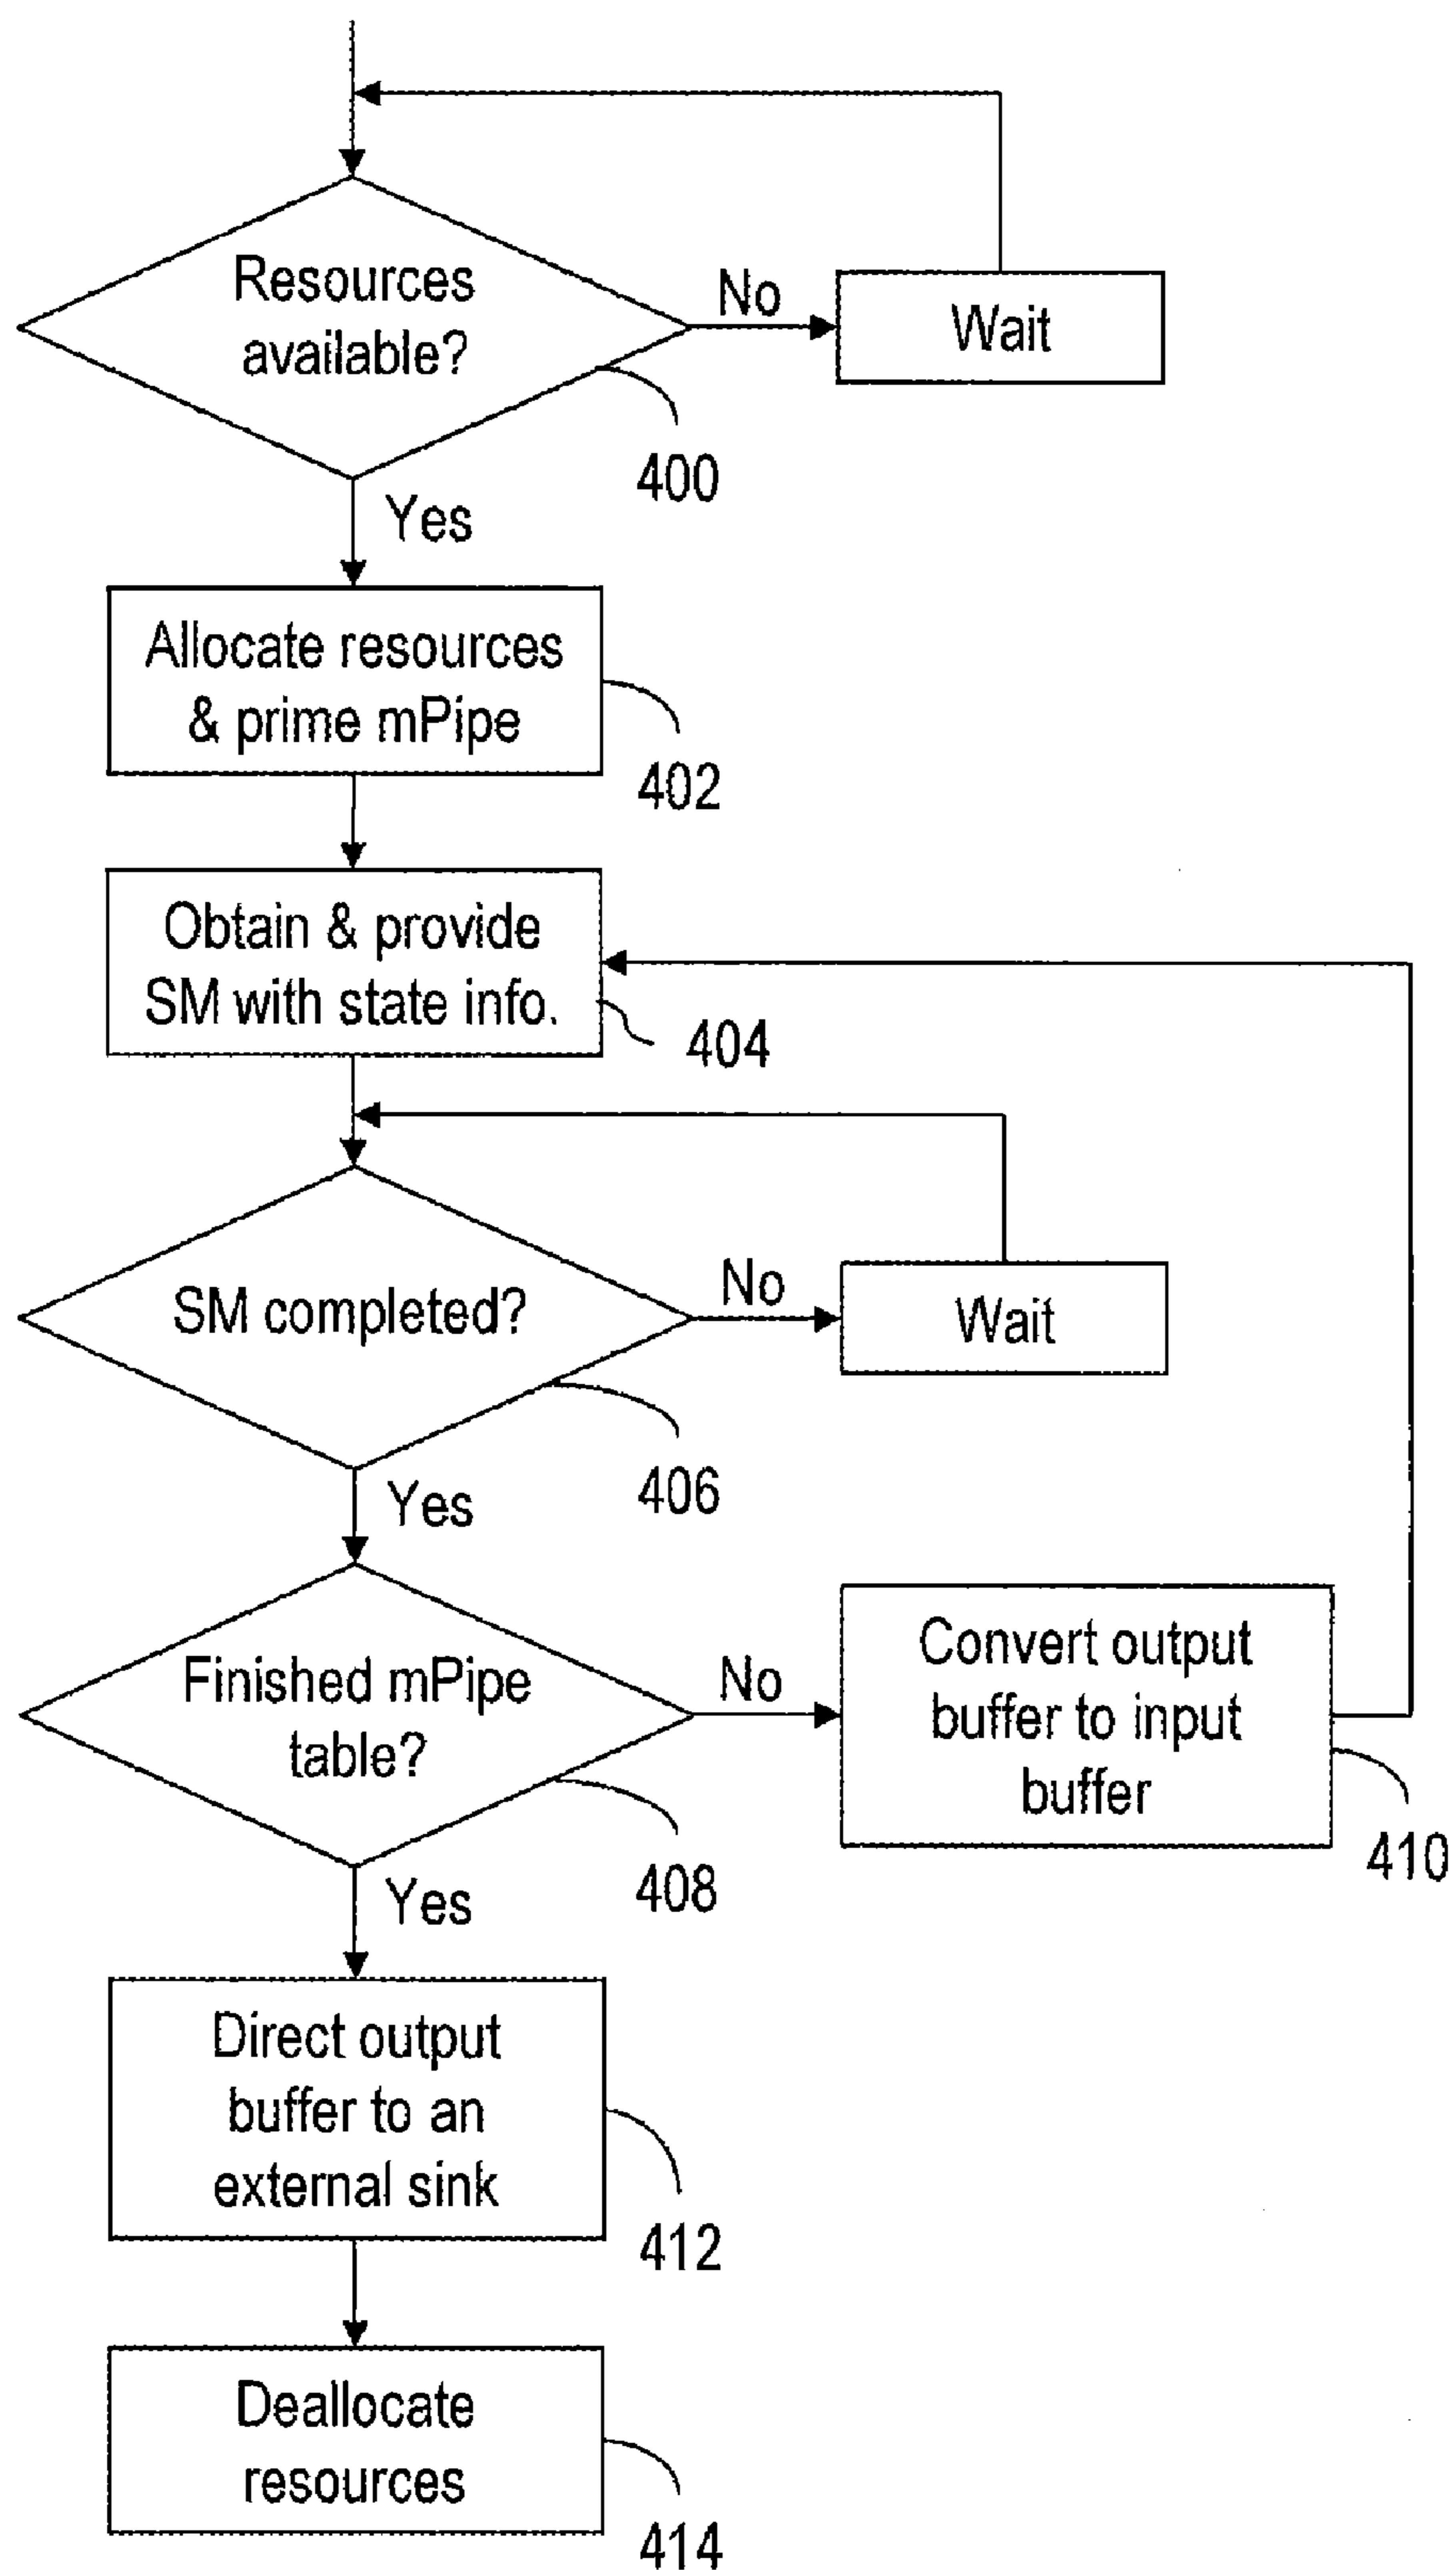 Resources
available?
No
Wait
400
Yes
Allocate resources
& prime mPipe
402
Obtain & provide
SM with state info.
404
SM completed?
No
Wait
406
Yes
Finished mPipe
table?
No
Convert output
buffer to input
buffer
410
408
Yes
Direct output
buffer to an
external sink
412
Deallocate
resources
414